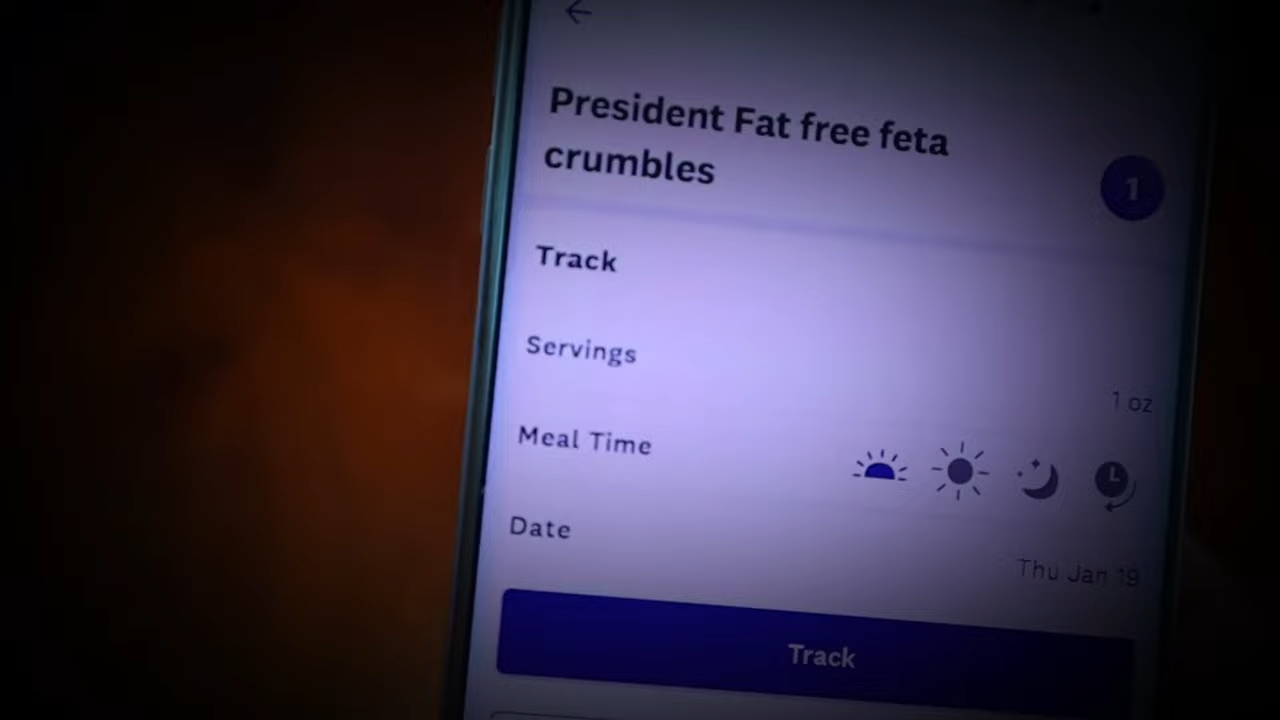 President Fat free feta
crumbles
1
Track
Servings
1 oz
Meal Time
Date
Thu Jan 19
Track